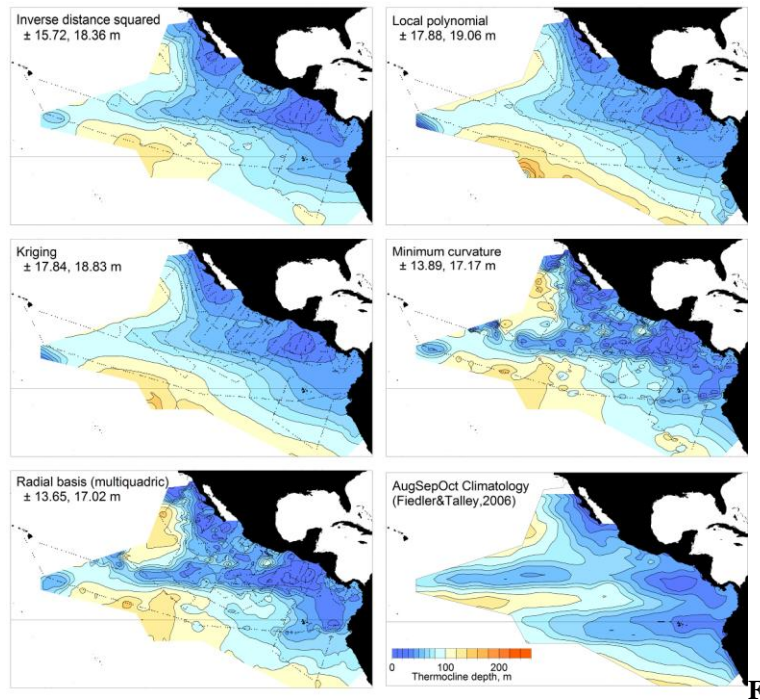 Inverse distance squared
± 15.72, 18.36 m
Local polynomial
± 17.88, 19.06 m
Kriging
± 17.84, 18.83 m
Minimum curvature
± 13.89, 17.17 m
Radial basis (multiquadric)
± 13.65, 17.02 m
AugSepOct Climatology
(Fiedler&Talley,2006)
0 100 200
Thermocline depth, m
F